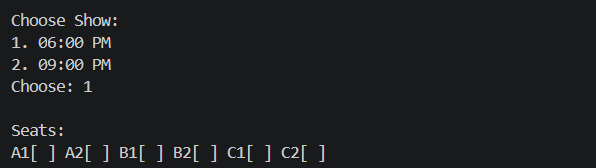 Choose Show:
1. 06:00 PM
2. 09:00 PM
Choose: 1
Seats:
A1[ ] A2[ ] B1[ ] B2[ ] C1[ ] C2[ ]